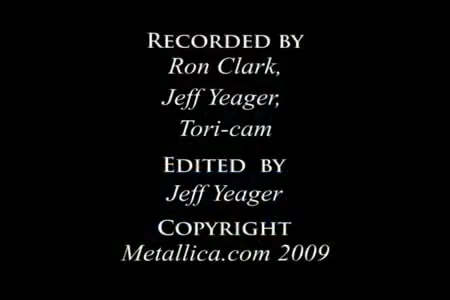 RECORDED BY
Ron Clark,
Jeff Yeager,
Tori-cam
EDITED BY
Jeff Yeager
COPYRIGHT
Metallica.com 2009